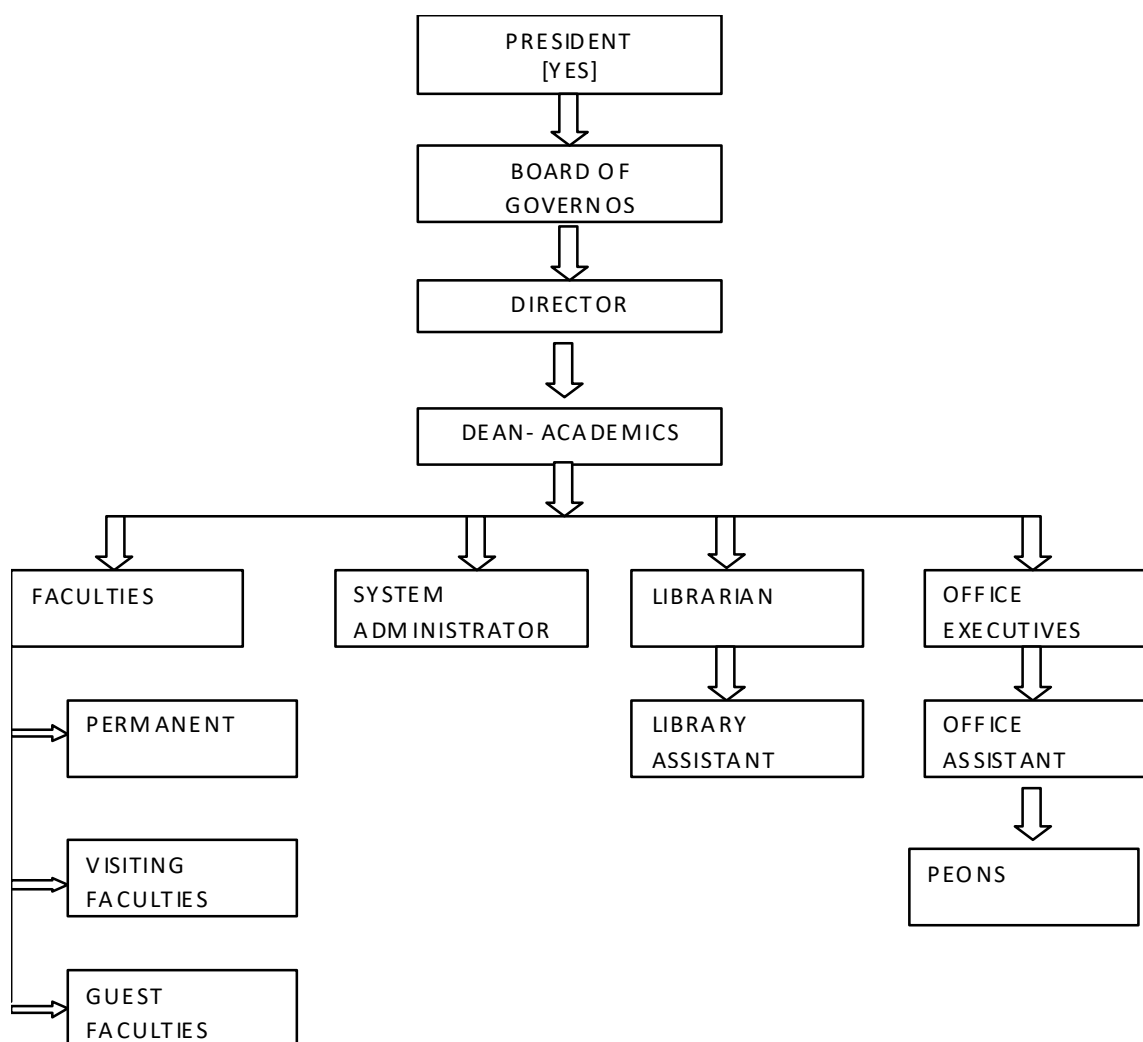 PRESIDENT
[YES]
BOARD OF
GOVERNOS
DIRECTOR
DEAN- ACADEMICS
FACULTIES
SYSTEM
ADMINISTRATOR
LIBRARIAN
OFFICE
EXECUTIVES
PERMANENT
LIBRARY
ASSISTANT
OFFICE
ASSISTANT
VISITING
FACULTIES
PEONS
GUEST
FACULTIES